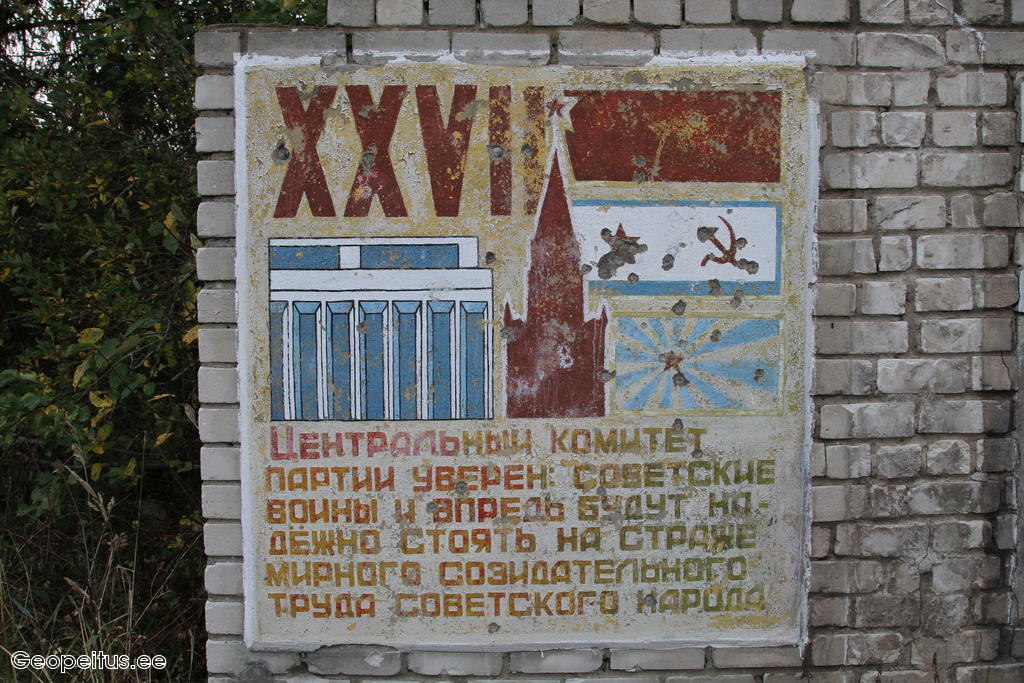 XXVII
Центральный комитет
партии уверен: советские
воины и впредь будут на-
дёжно стоять на страже
мирного созидательного
труда советского народа
Geopeitus.ee